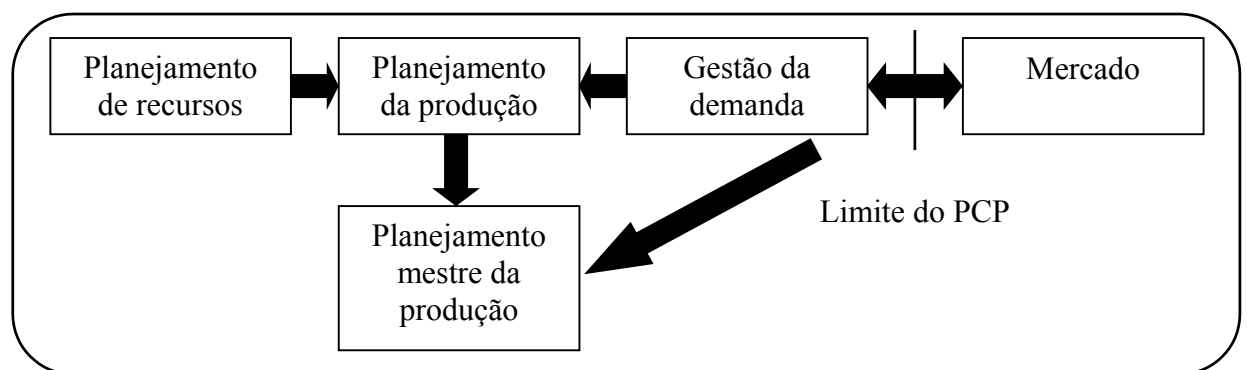 Planejamento
de recursos
Planejamento
da produção
Gestão da
demanda
Mercado
Limite do PCP
Planejamento
mestre da
produção